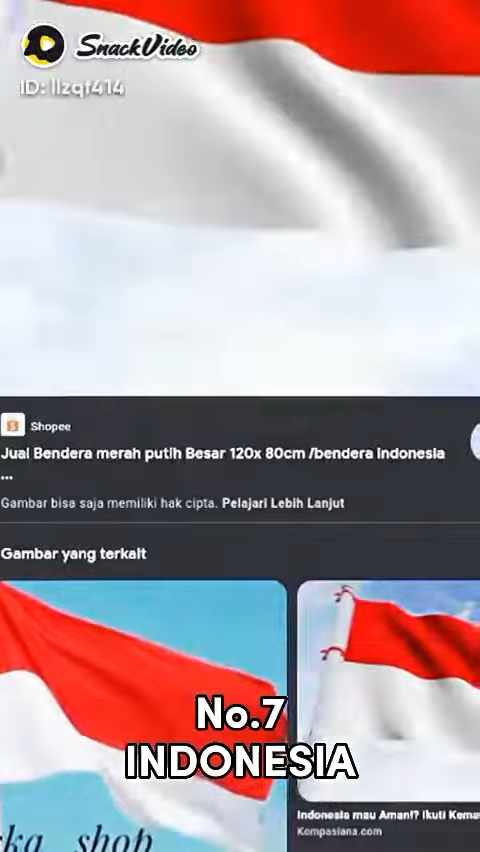 SnackVideo
ID: llzqf414
Shopee
Jual Bendera merah putih Besar 120x 80cm /bendera indonesia
...
Gambar bisa saja memiliki hak cipta. Pelajari Lebih Lanjut
Gambar yang terkait
No.7
INDONESIA
shop
Indonesia mau Aman!? Ikuti
Kompasiana.com